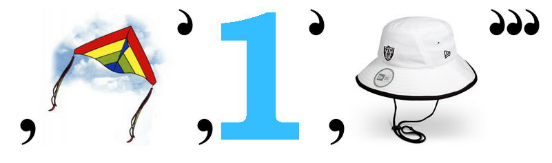 , ’ , 1 ’ , ’’’